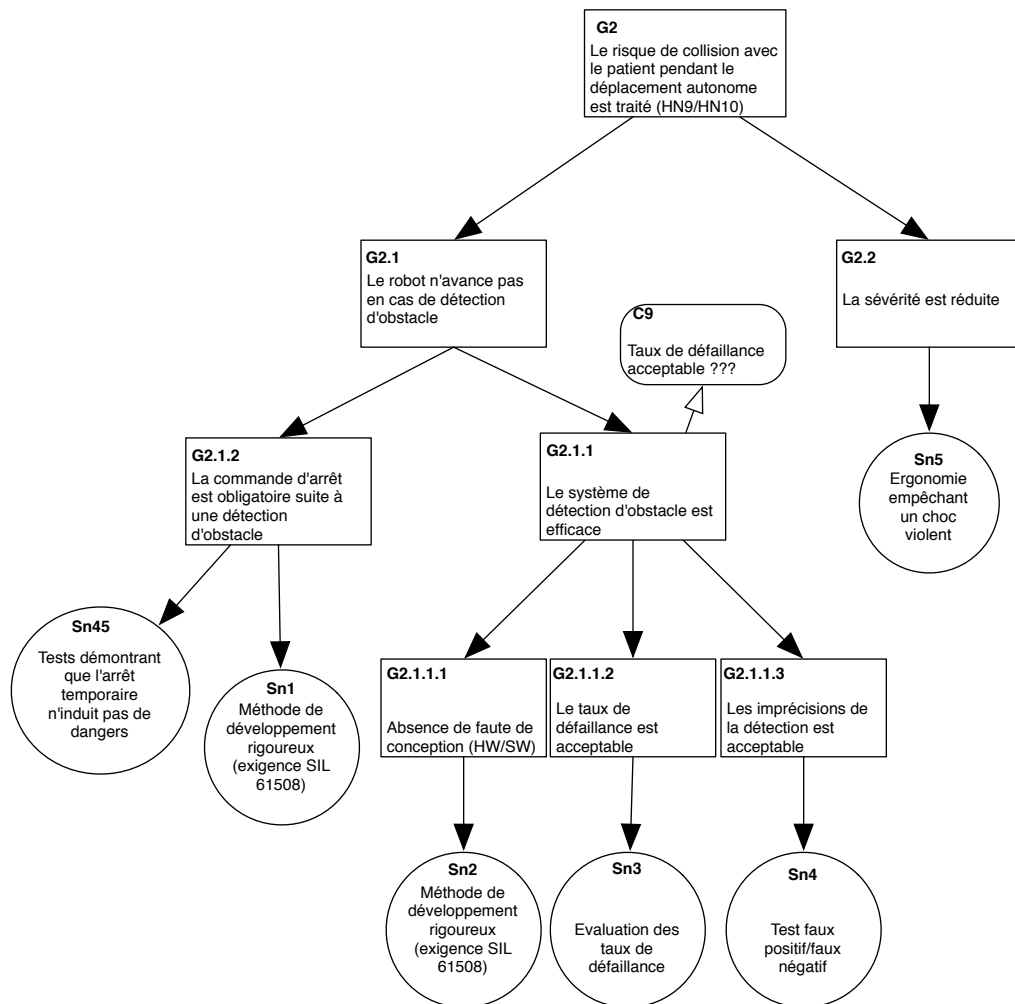 G2
Le risque de collision avec
le patient pendant le
déplacement autonome
est traité (HN9/HN10)
G2.1
Le robot n'avance pas
en cas de détection
d'obstacle
G2.2
La sévérité est réduite
C9
Taux de défaillance
acceptable ???
G2.1.2
La commande d'arrêt
est obligatoire suite à
une détection
d'obstacle
G2.1.1
Le système de
détection d'obstacle est
efficace
Sn5
Ergonomie
empêchant
un choc
violent
Sn45
Tests démontrant
que l'arrêt
temporaire
n'induit pas de
dangers
Sn1
Méthode de
développement
rigoureux
(exigence SIL
61508)
G2.1.1.1
Absence de faute de
conception (HW/SW)
G2.1.1.2
Le taux de
défaillance est
acceptable
G2.1.1.3
Les imprécisions de
la détection est
acceptable
Sn2
Méthode de
développement
rigoureux
(exigence SIL
61508)
Sn3
Evaluation des
taux de
défaillance
Sn4
Test faux
positif/faux
négatif